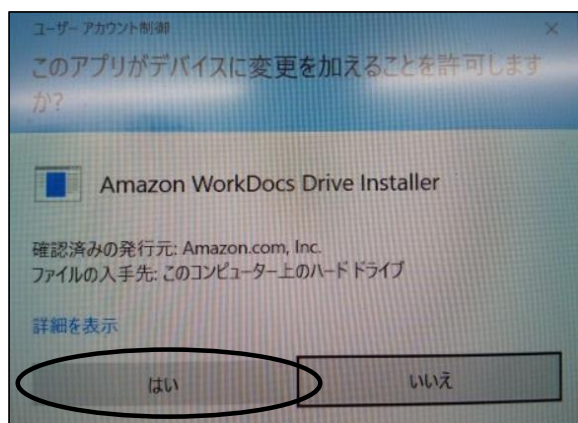 ユーザー アカウント制御
このアプリがデバイスに変更を加えることを許可します
か?
Amazon WorkDocs Drive Installer
確認済みの発行元: Amazon.com, Inc.
ファイルの入手先: このコンピューター上のハード ドライブ
詳細を表示
はい
いいえ